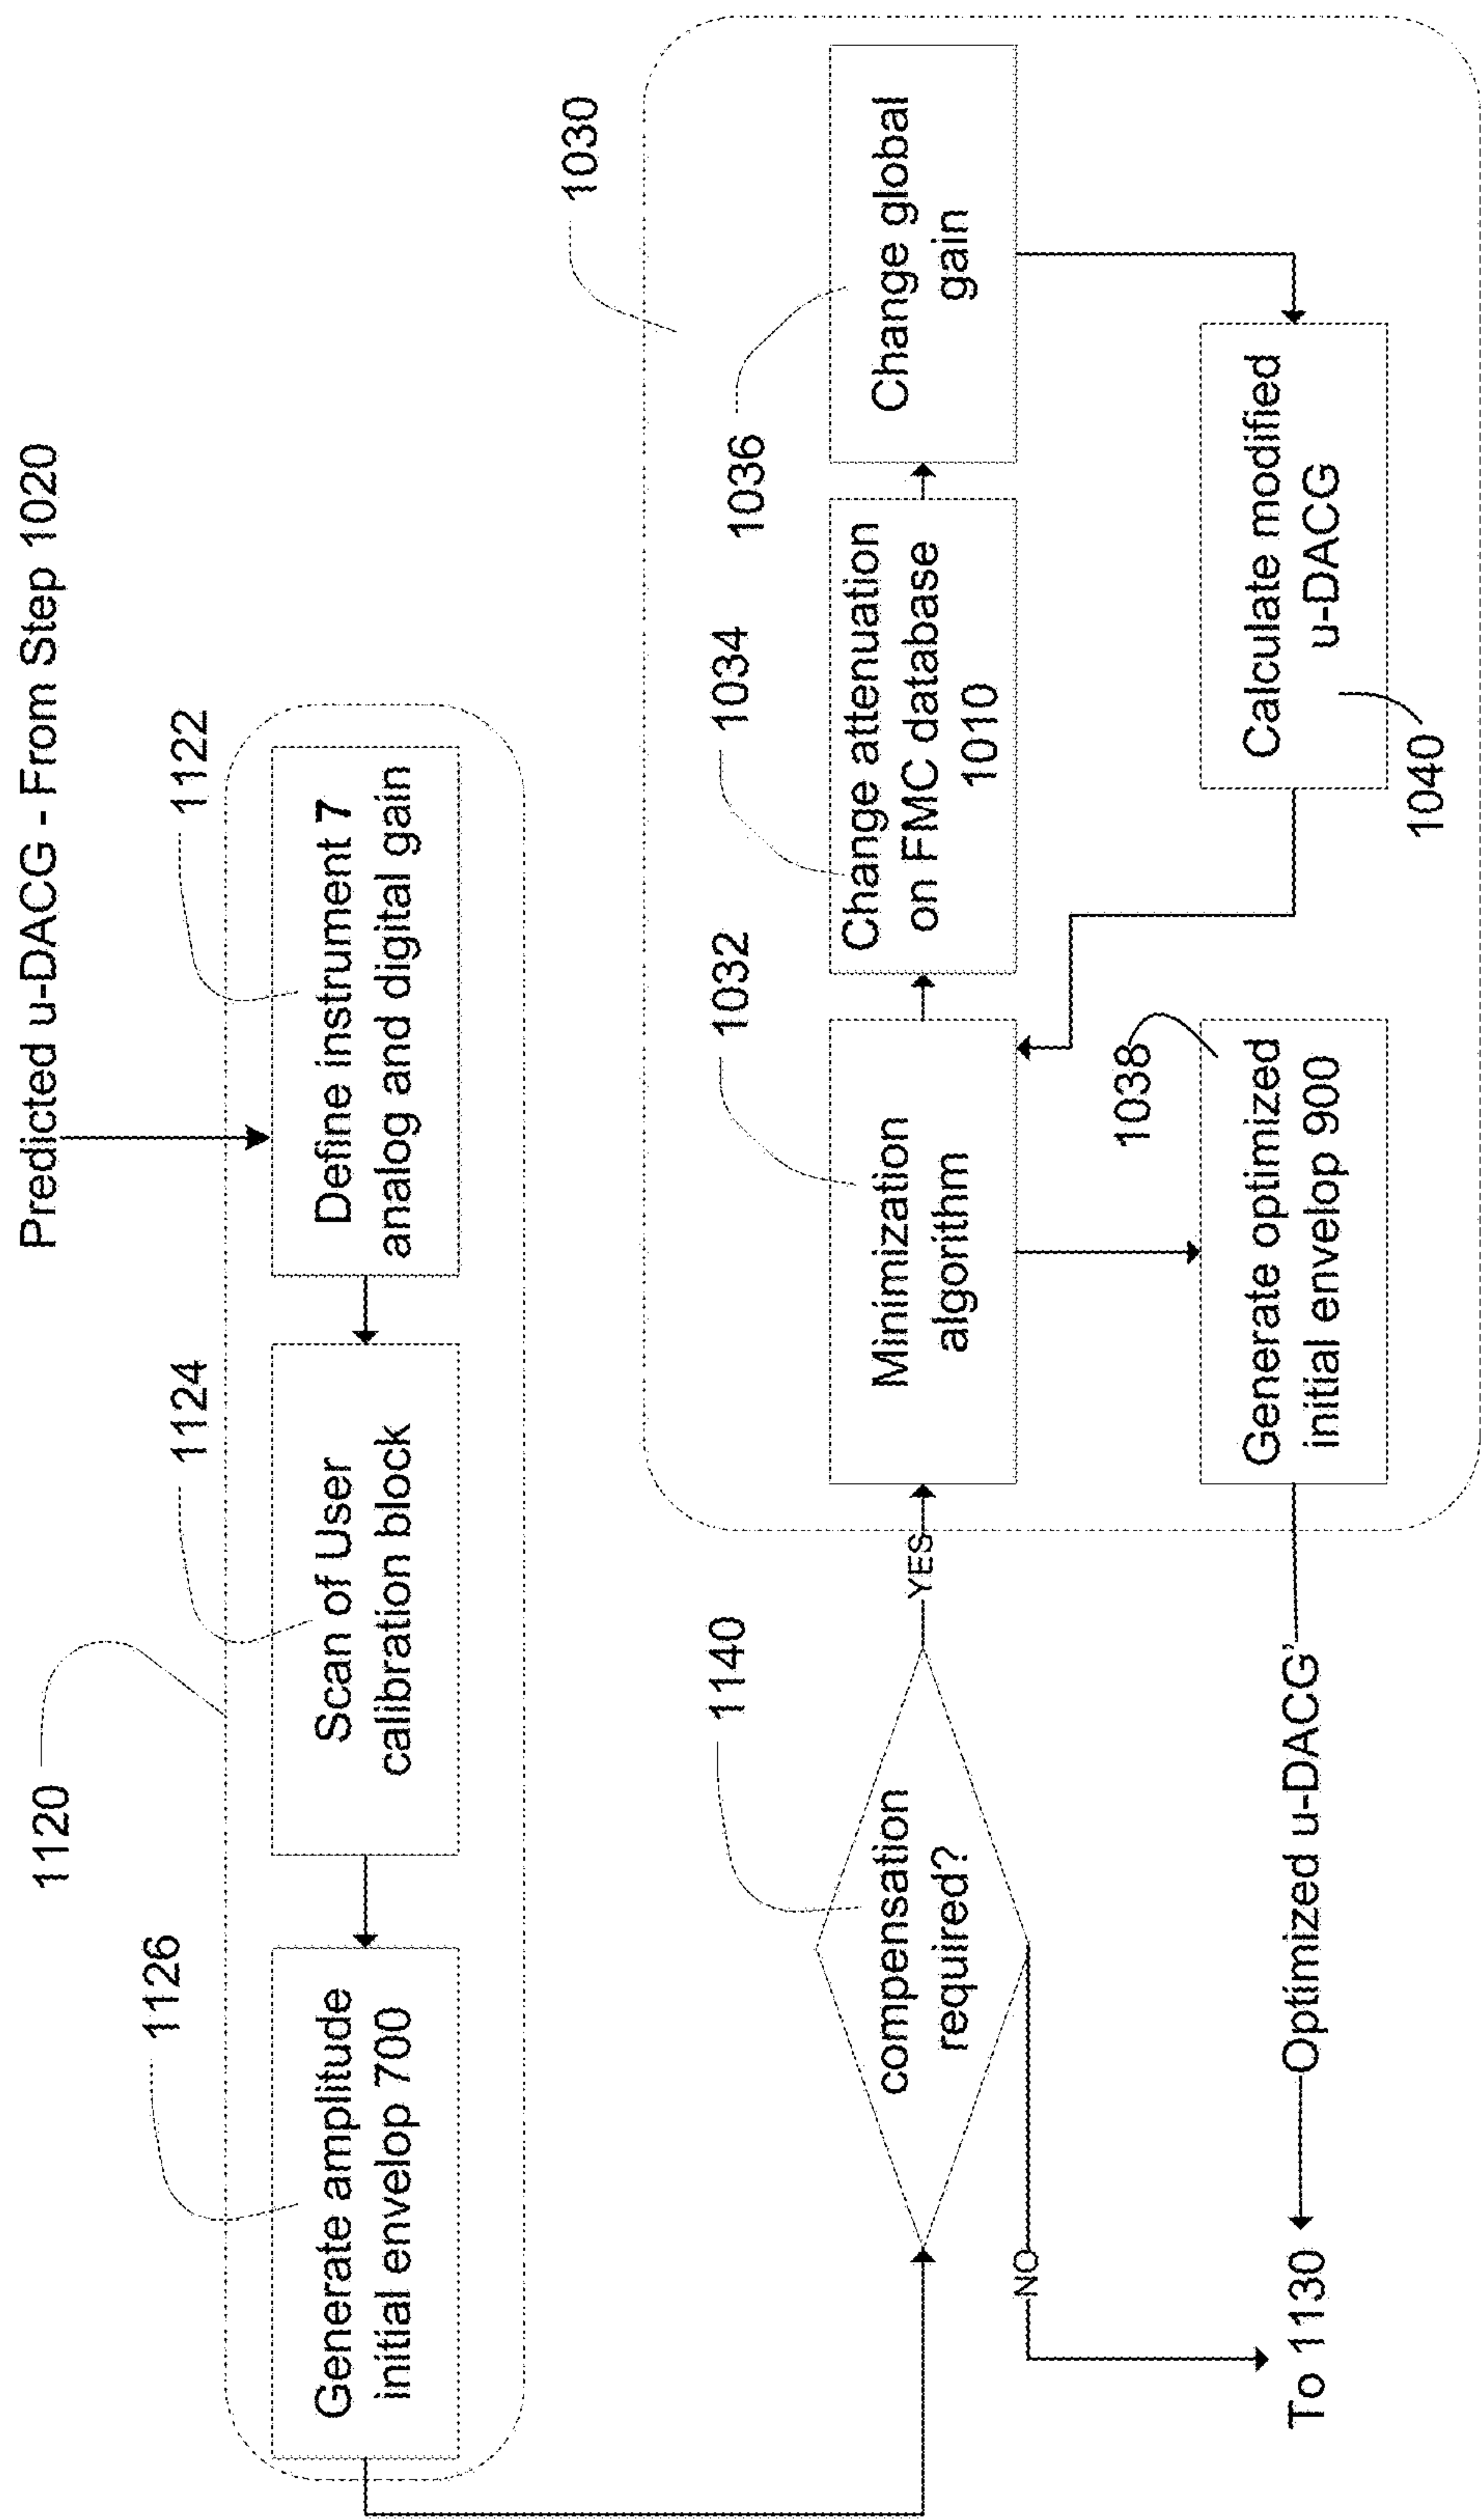 Predicted u-DACG - From Step 1020
1120
1126
1124
1122
Generate amplitude
initial envelop 700
Scan of User
calibration block
Define instrument 7
analog and digital gain
1030
1140
1032
1034
1036
compensation
required?
YES
NO
Minimization
algorithm
Change attenuation
on FMC database
1010
Change global
gain
1038
Generate optimized
initial envelop 900
Calculate modified
u-DACG
1040
To 1130
Optimized u-DACG'